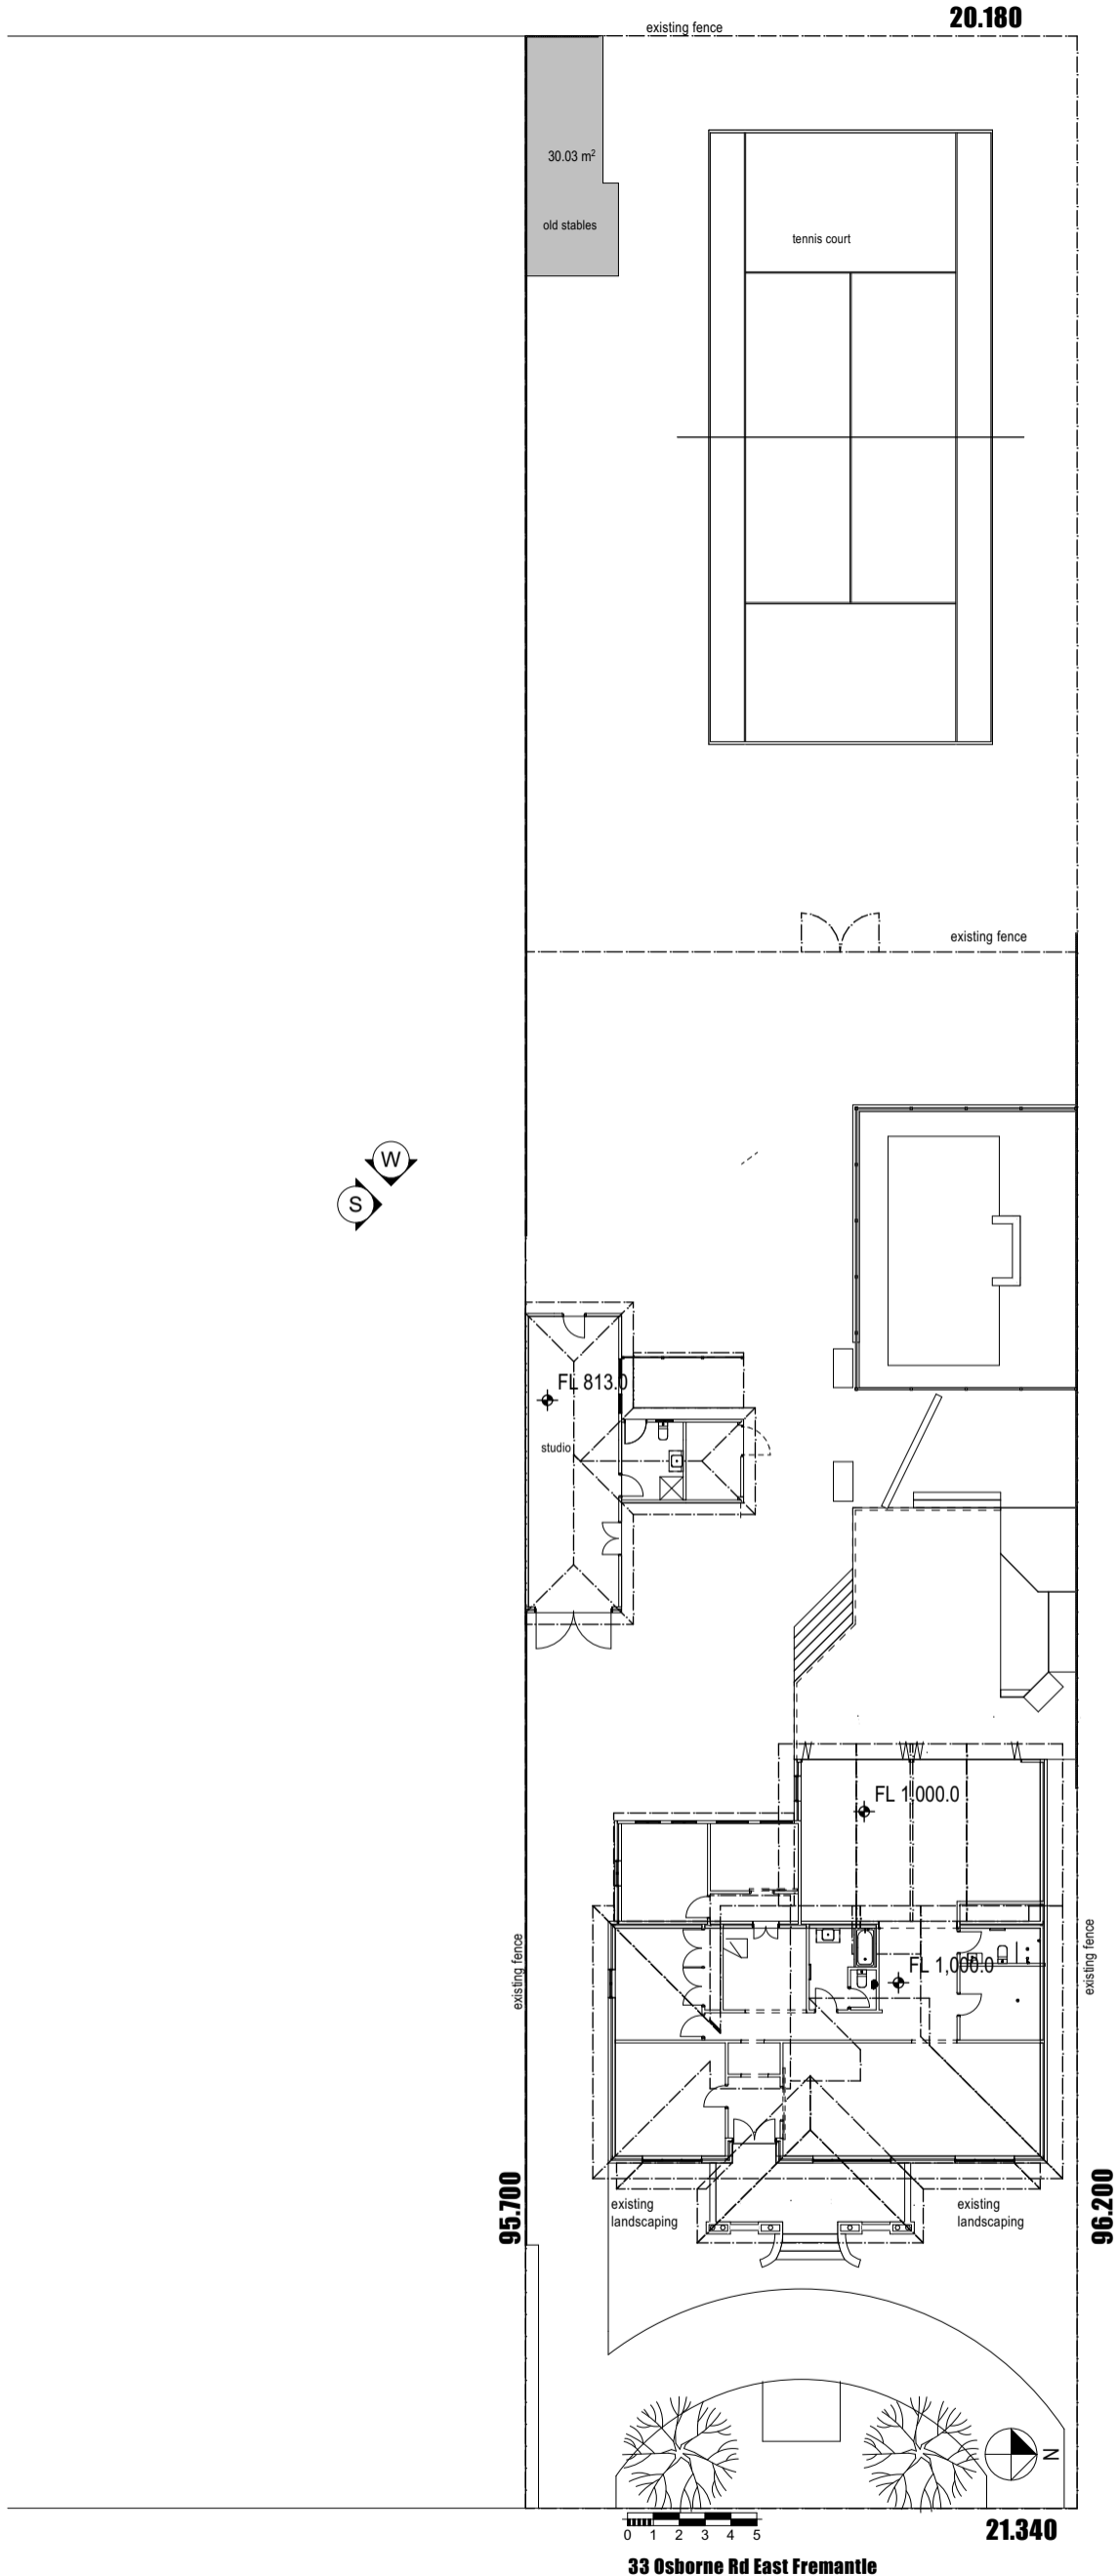 20.180
existing fence
30.03 m²
old stables
tennis court
existing fence
W
S
FL 813.0
studio
FL 1,000.0
FL 1,000.0
existing fence
existing fence
95.700
96.200
existing
landscaping
existing
landscaping
N
21.340
0 1 2 3 4 5
33 Osborne Rd East Fremantle